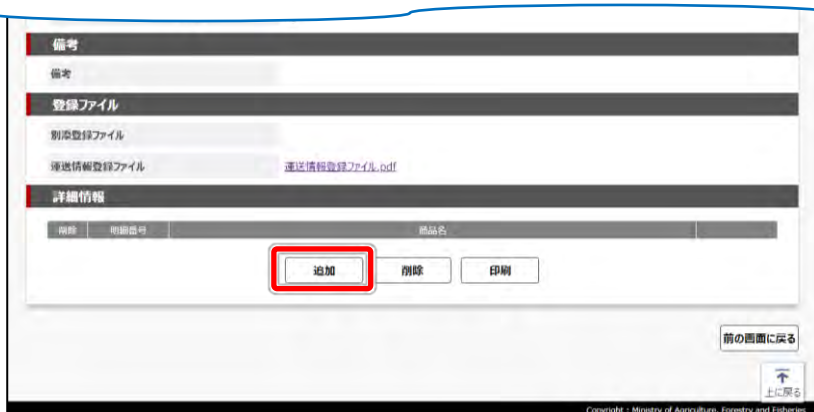 備考
備考
登録ファイル
別添登録ファイル
運送情報登録ファイル 運送情報登録ファイル.pdf
詳細情報
削除 明細番号 商品名
追加 削除 印刷
前の画面に戻る
上に戻る
Copyright : Ministry of Agriculture, Forestry and Fisheries